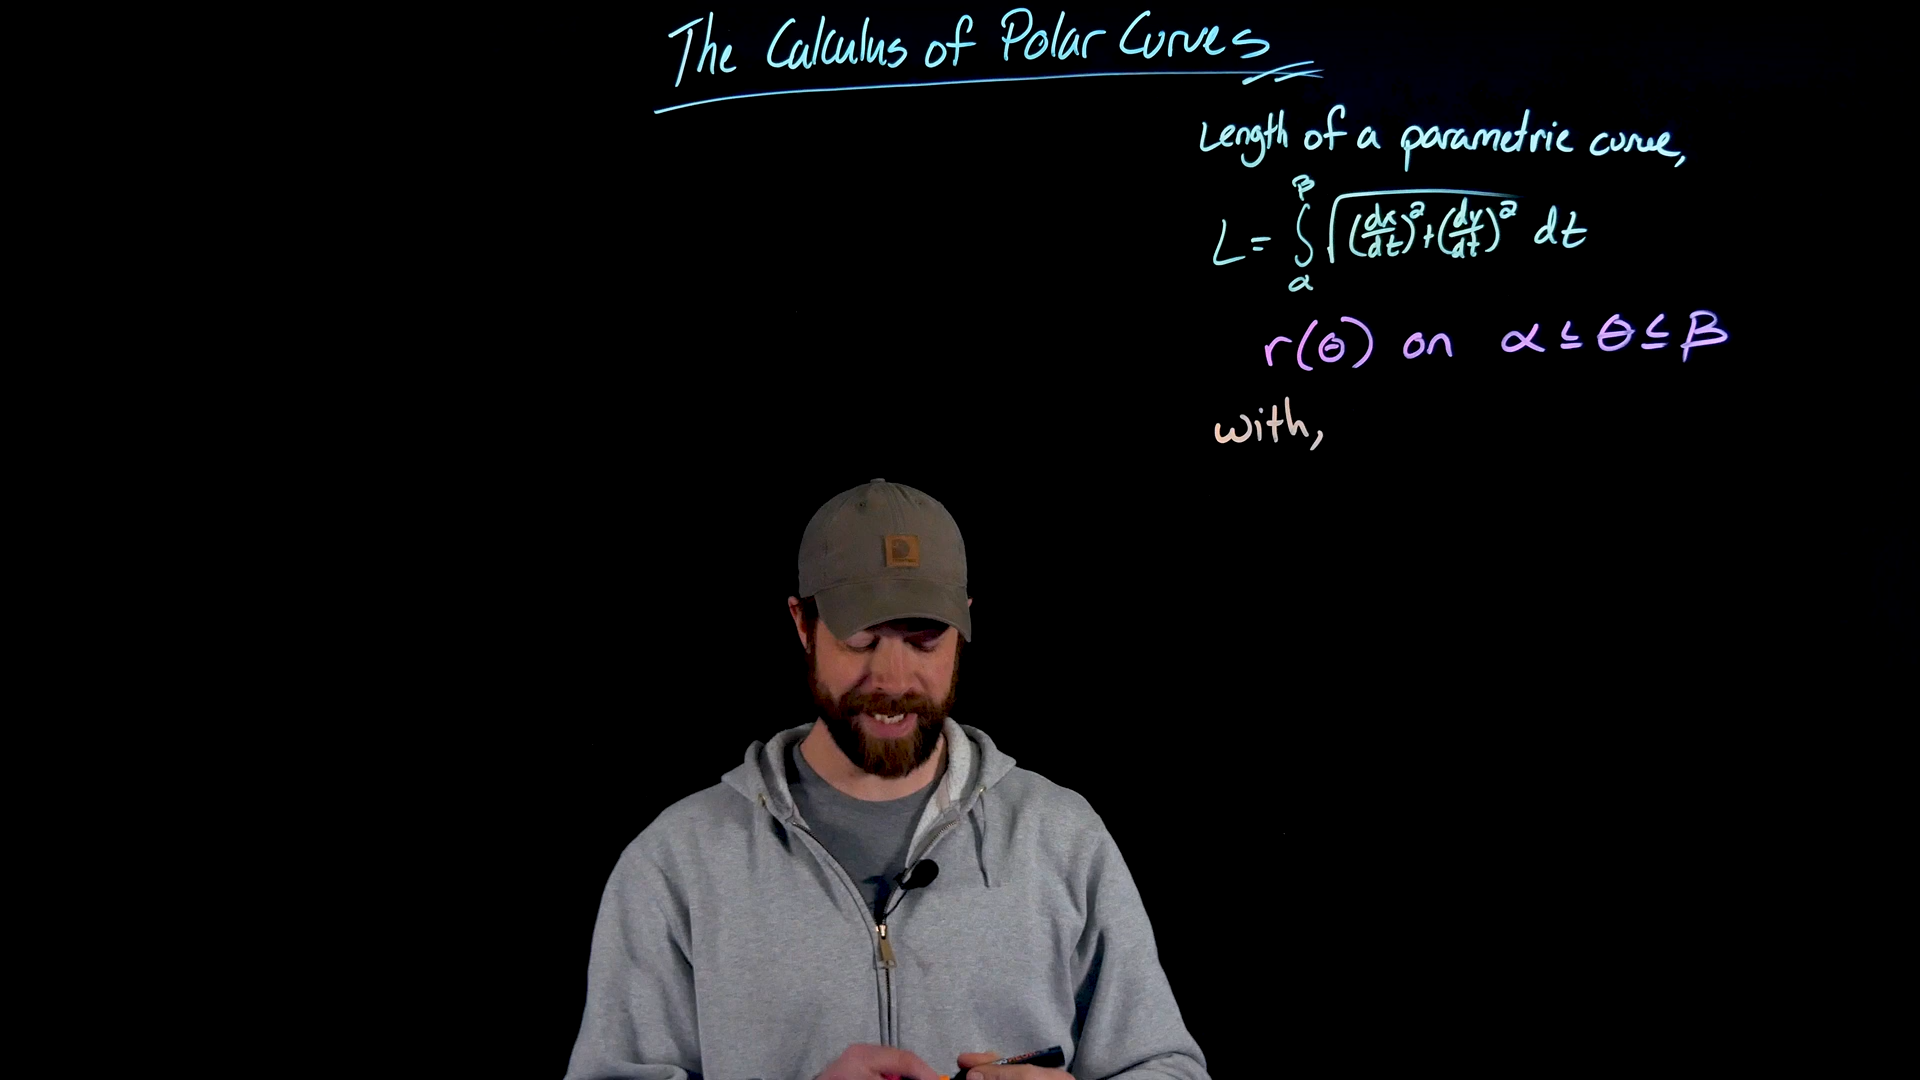 The Calculus of Polar Curves
Length of a parametric curve,
L = ∫_α^β √((dx/dt)² + (dy/dt)²) dt
r(θ) on α ≤ θ ≤ β
with,